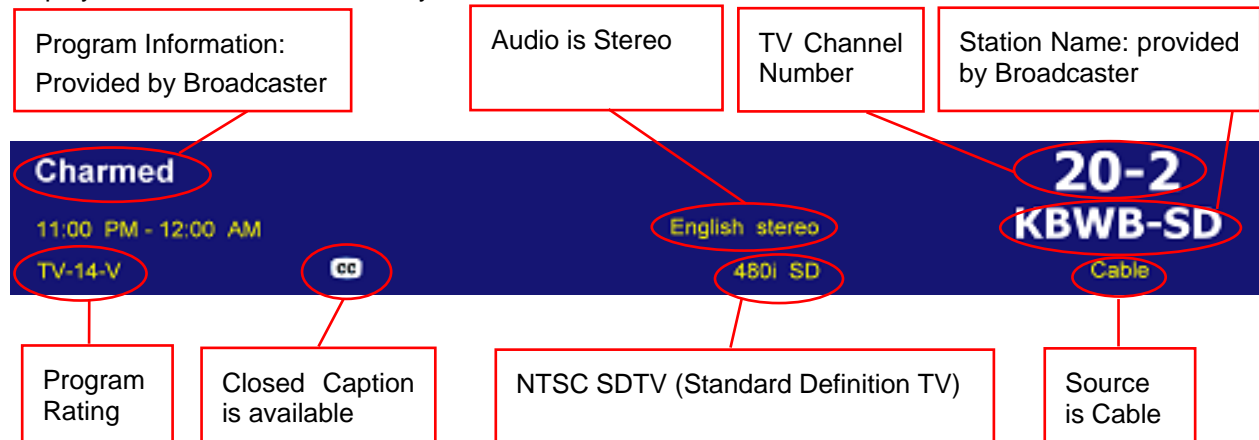 Program Information:
Provided by Broadcaster
Audio is Stereo
TV Channel
Number
Station Name: provided
by Broadcaster
Charmed
20-2
11:00 PM - 12:00 AM
English stereo
KBWB-SD
TV-14-V
cc
480i SD
Cable
Program
Rating
Closed Caption
is available
NTSC SDTV (Standard Definition TV)
Source
is Cable